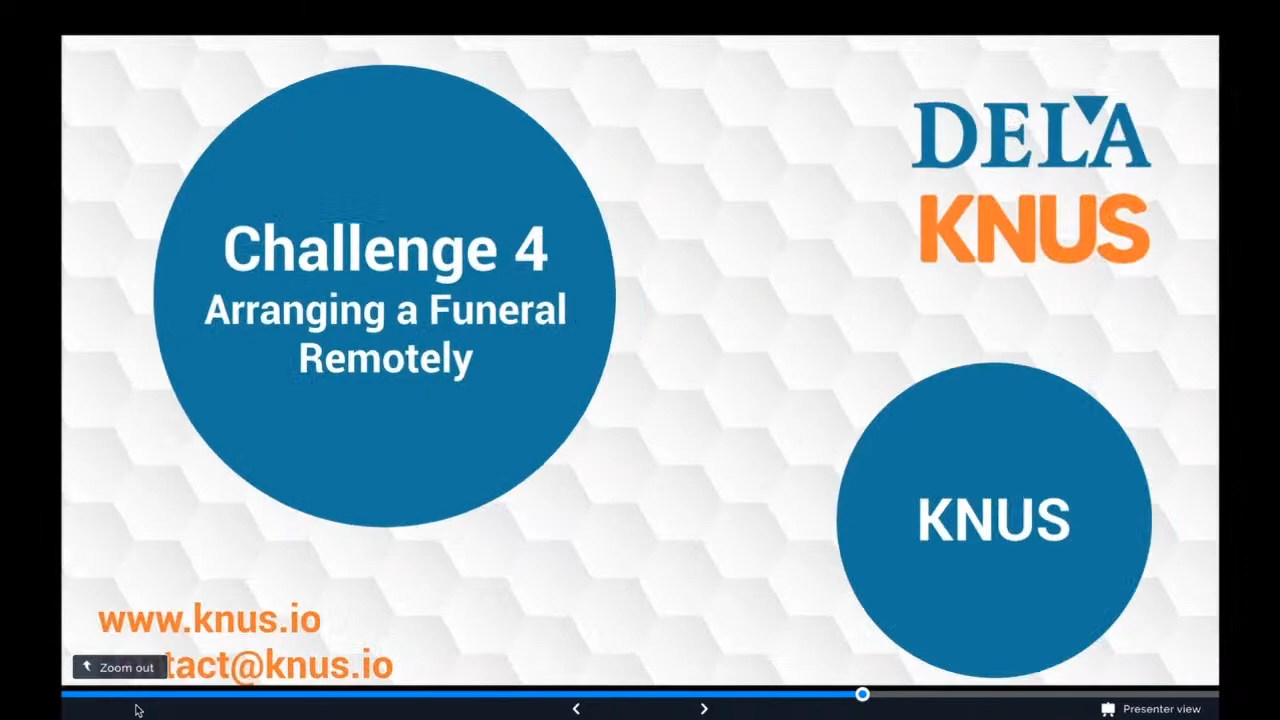 Challenge 4
Arranging a Funeral
Remotely
DELA
KNUS
KNUS
www.knus.io
tact@knus.io
Zoom out
Presenter view